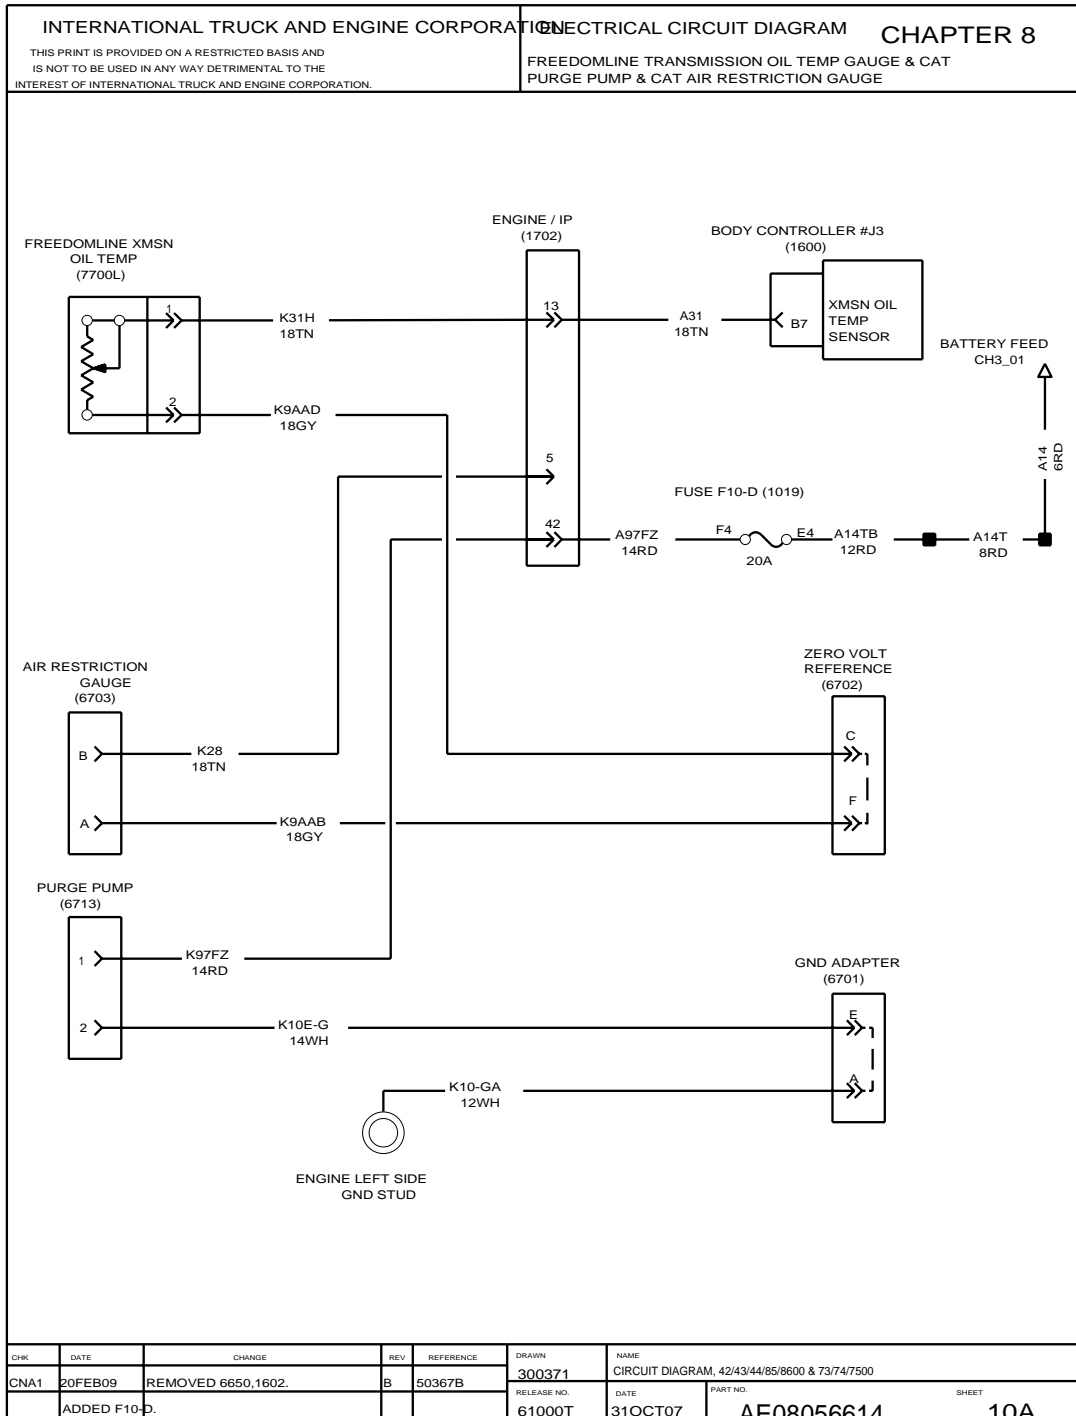 INTERNATIONAL TRUCK AND ENGINE CORPORATION
THIS PRINT IS PROVIDED ON A RESTRICTED BASIS AND
IS NOT TO BE USED IN ANY WAY DETRIMENTAL TO THE
INTEREST OF INTERNATIONAL TRUCK AND ENGINE CORPORATION.
ELECTRICAL CIRCUIT DIAGRAM
CHAPTER 8
FREEDOMLINE TRANSMISSION OIL TEMP GAUGE & CAT
PURGE PUMP & CAT AIR RESTRICTION GAUGE
FREEDOMLINE XMSN
OIL TEMP
(7700L)
1
2
K31H
18TN
K9AAD
18GY
ENGINE / IP
(1702)
13
5
42
A31
18TN
BODY CONTROLLER #J3
(1600)
B7
XMSN OIL
TEMP
SENSOR
BATTERY FEED
CH3_01
A14
6RD
FUSE F10-D (1019)
A97FZ
14RD
F4
E4
20A
A14TB
12RD
A14T
8RD
AIR RESTRICTION
GAUGE
(6703)
B
A
K28
18TN
K9AAB
18GY
ZERO VOLT
REFERENCE
(6702)
C
F
PURGE PUMP
(6713)
1
2
K97FZ
14RD
K10E-G
14WH
GND ADAPTER
(6701)
E
A
K10-GA
12WH
ENGINE LEFT SIDE
GND STUD
CHK DATE CHANGE REV REFERENCE
CNA1 20FEB09 REMOVED 6650,1602. B 50367B
ADDED F10-D.
DRAWN
300371
NAME
CIRCUIT DIAGRAM, 42/43/44/85/8600 & 73/74/7500
RELEASE NO.
61000T
DATE
31OCT07
PART NO.
AE08056614
SHEET
10A